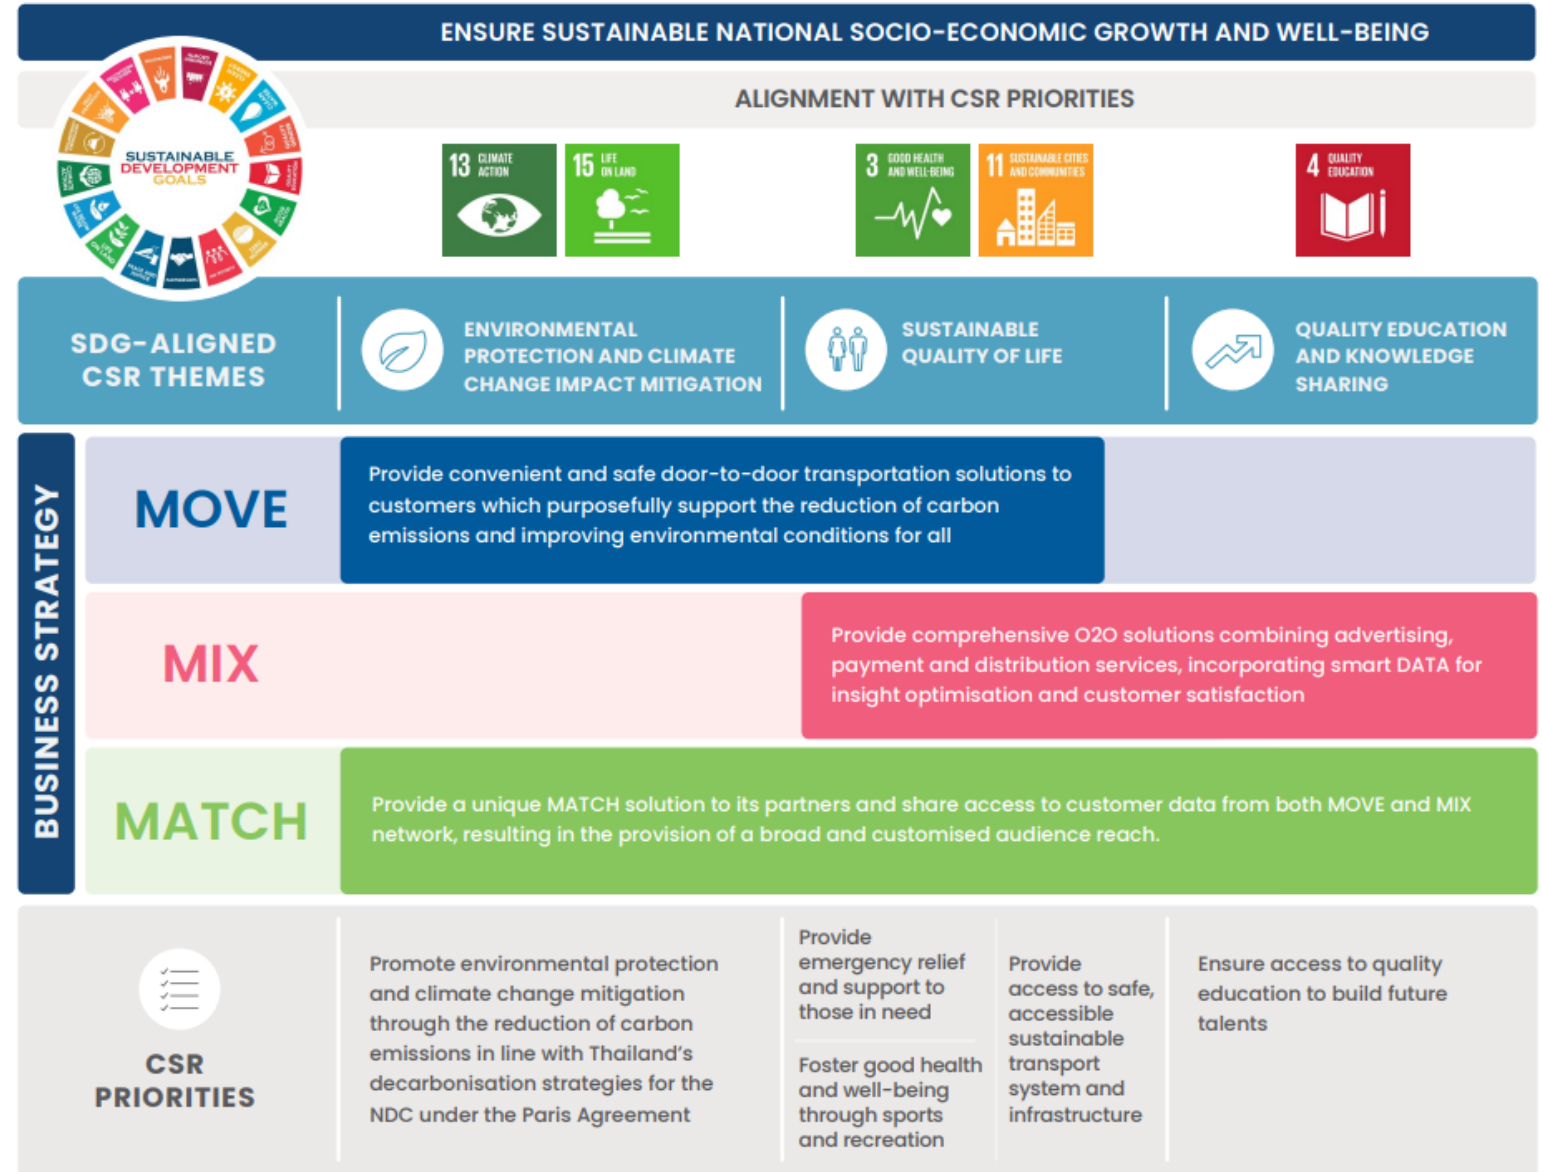 ENSURE SUSTAINABLE NATIONAL SOCIO-ECONOMIC GROWTH AND WELL-BEING
ALIGNMENT WITH CSR PRIORITIES
SUSTAINABLE
DEVELOPMENT
GOALS
13 CLIMATE
ACTION
15 LIFE
ON LAND
3 GOOD HEALTH
AND WELL-BEING
11 SUSTAINABLE CITIES
AND COMMUNITIES
4 QUALITY
EDUCATION
SDG-ALIGNED
CSR THEMES
ENVIRONMENTAL
PROTECTION AND CLIMATE
CHANGE IMPACT MITIGATION
SUSTAINABLE
QUALITY OF LIFE
QUALITY EDUCATION
AND KNOWLEDGE
SHARING
BUSINESS STRATEGY
MOVE
Provide convenient and safe door-to-door transportation solutions to
customers which purposefully support the reduction of carbon
emissions and improving environmental conditions for all
MIX
Provide comprehensive O2O solutions combining advertising,
payment and distribution services, incorporating smart DATA for
insight optimisation and customer satisfaction
MATCH
Provide a unique MATCH solution to its partners and share access to customer data from both MOVE and MIX
network, resulting in the provision of a broad and customised audience reach.
CSR
PRIORITIES
Promote environmental protection
and climate change mitigation
through the reduction of carbon
emissions in line with Thailand's
decarbonisation strategies for the
NDC under the Paris Agreement
Provide
emergency relief
and support to
those in need
Foster good health
and well-being
through sports
and recreation
Provide
access to safe,
accessible
sustainable
transport
system and
infrastructure
Ensure access to quality
education to build future
talents